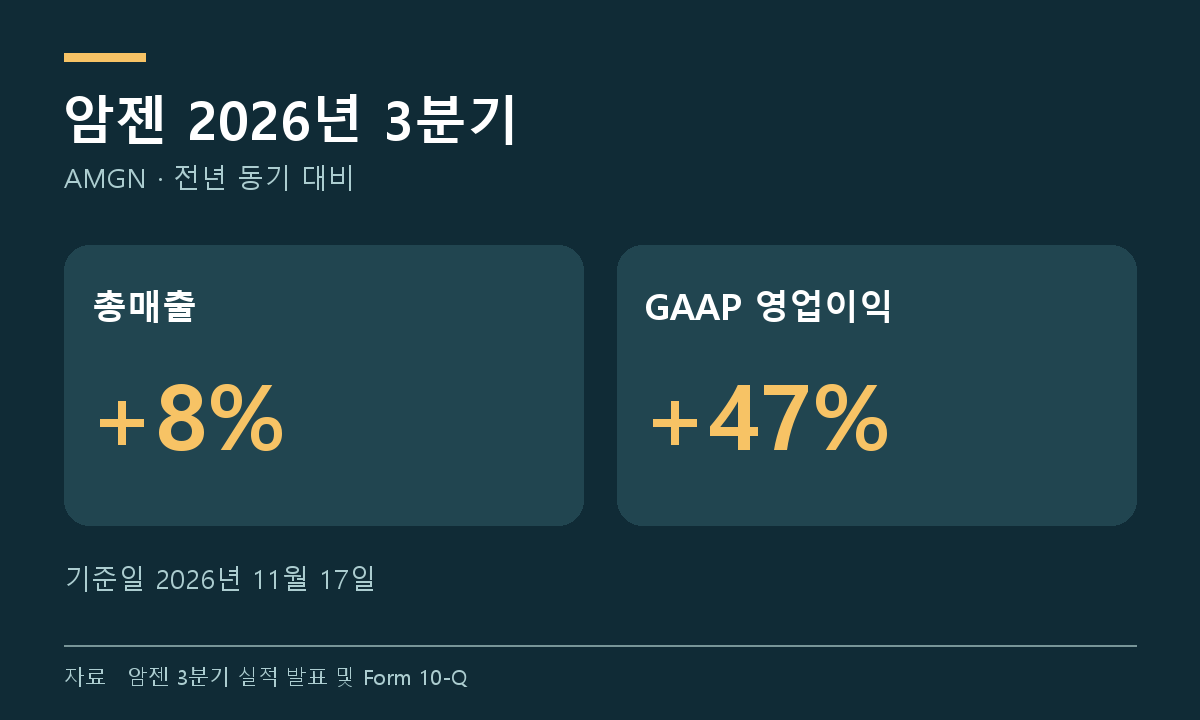 암젠 2026년 3분기
AMGN · 전년 동기 대비
총매출
+8%
GAAP 영업이익
+47%
기준일 2026년 11월 17일
자료 암젠 3분기 실적 발표 및 Form 10-Q